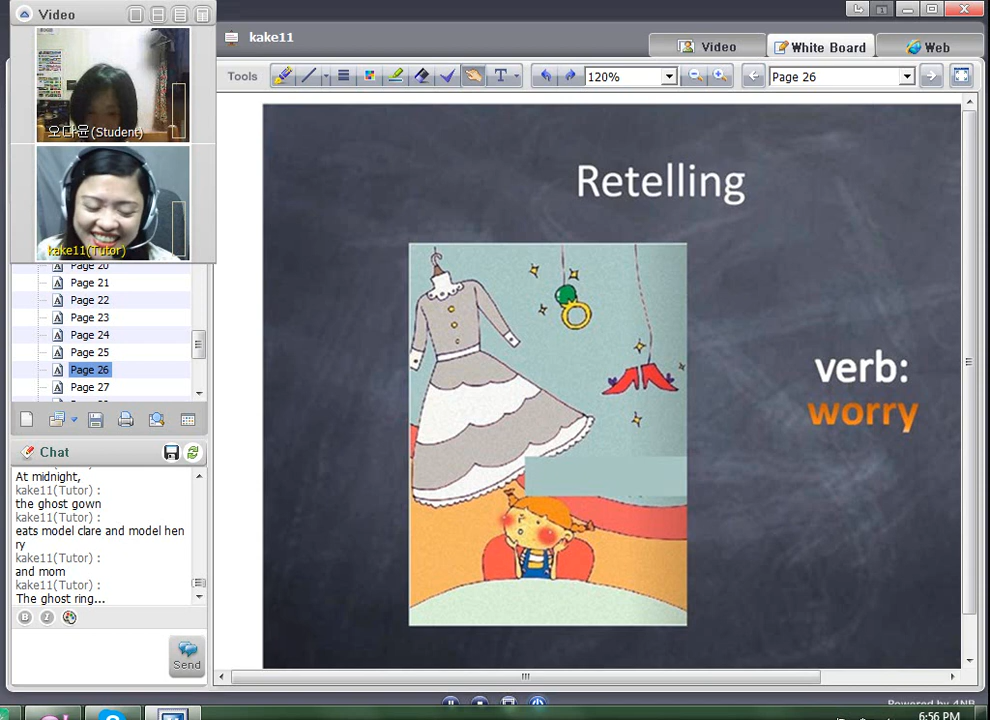 Video
kake11
Video
White Board
Web
Tools
T
120%
Page 26
오다윤(Student)
kake11(Tutor)
Page 20
Page 21
Page 22
Page 23
Page 24
Page 25
Page 26
Page 27
Chat
At midnight,
kake11(Tutor) :
the ghost gown
kake11(Tutor) :
eats model clare and model hen
ry
kake11(Tutor) :
and mom
kake11(Tutor) :
The ghost ring...
B
I
Send
Retelling
verb:
worry
Powered by 4NB
6:56 PM